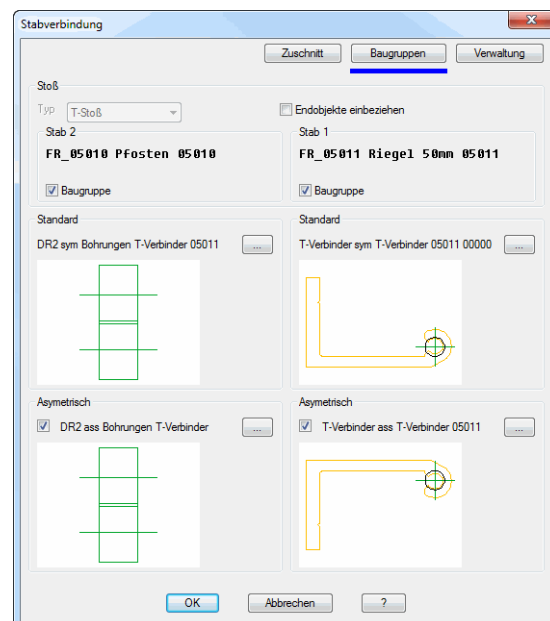 Stabverbindung
Zuschnitt Baugruppen Verwaltung
Stoß
Typ T-Stoß Endobjekte einbeziehen
Stab 2 Stab 1
FR_05010 Pfosten 05010 FR_05011 Riegel 50mm 05011
Baugruppe Baugruppe
Standard Standard
DR2 sym Bohrungen T-Verbinder 05011 ... T-Verbinder sym T-Verbinder 05011 00000 ...
Asymetrisch Asymetrisch
DR2 ass Bohrungen T-Verbinder ... T-Verbinder ass T-Verbinder 05011 ...
OK Abbrechen ?